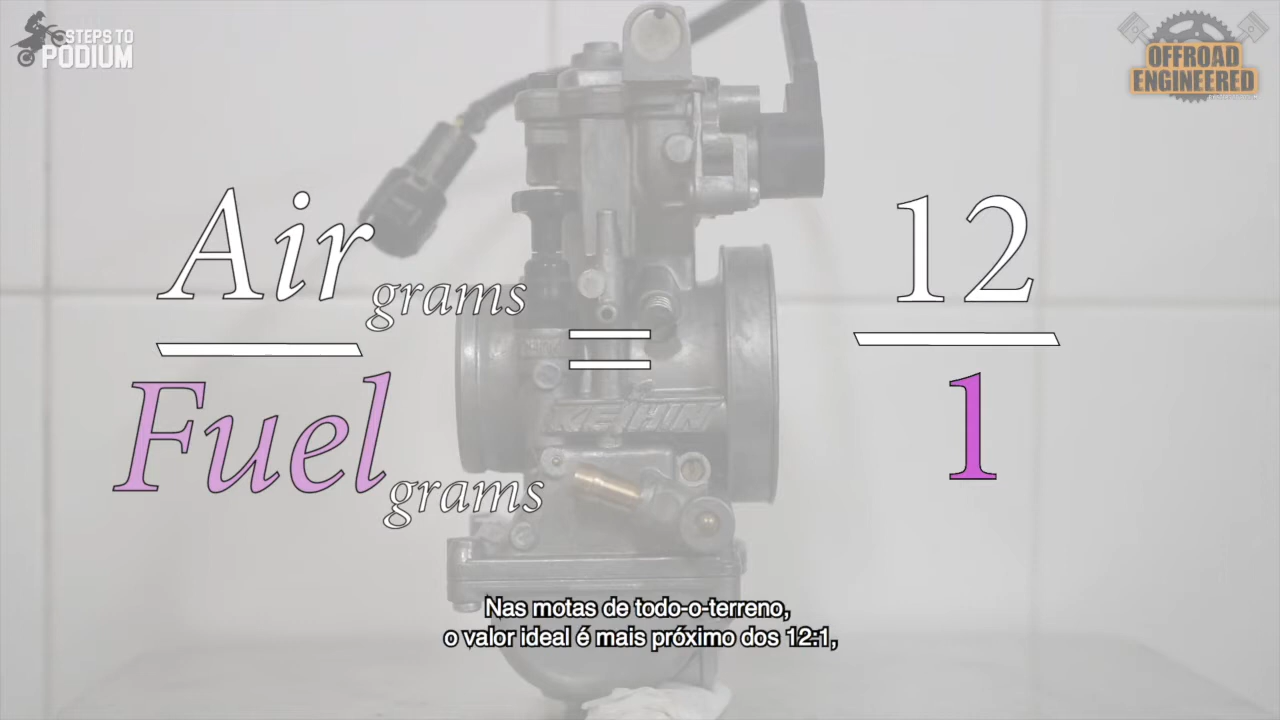 STEPS TO
PODIUM
OFFROAD
ENGINEERED
Air grams
Fuel grams
=
12
1
KEIHIN
Nas motas de todo-o-terreno,
o valor ideal é mais próximo dos 12:1,